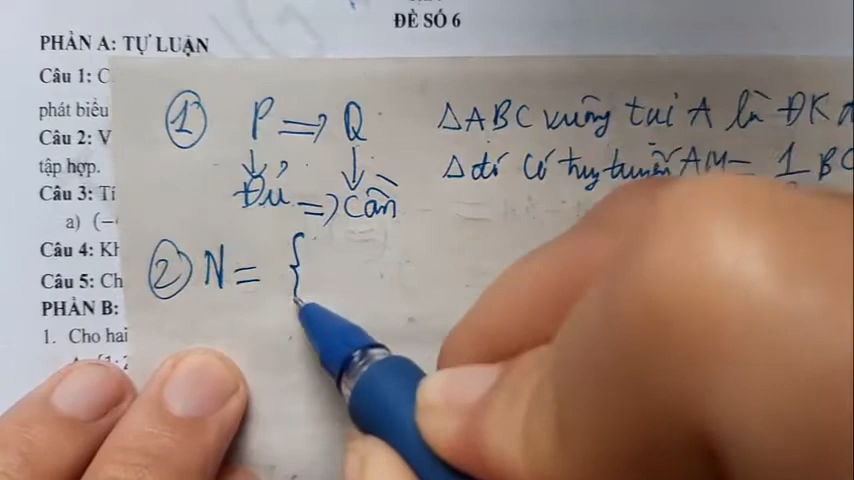 ĐỀ SỐ 6
PHẦN A: TỰ LUẬN
Câu 1: C
phát biểu
Câu 2: V
tập hợp.
Câu 3: Tí
a) (−
Câu 4: Kh
Câu 5: Ch
PHẦN B:
1. Cho hai
① P => Q ΔABC vuông tại A là ĐK
Δ đó có AM = 1 BC
Đủ => Cần
② N = {